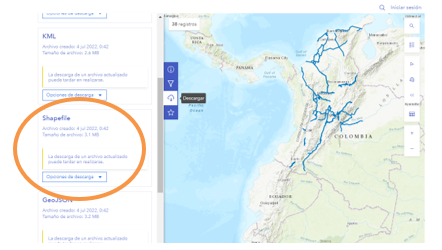 Iniciar sesión
Opciones de descarga
KML
Archivo creado: 4 jul 2022, 0:42
Tamaño de archivo: 2.6 MB
La descarga de un archivo actualizado
puede tardar en realizarse.
Opciones de descarga
Shapefile
Archivo creado: 4 jul 2022, 0:42
Tamaño de archivo: 3.1 MB
La descarga de un archivo actualizado
puede tardar en realizarse.
Opciones de descarga
GeoJSON
Archivo creado: 4 jul 2022, 0:42
Tamaño de archivo: 3.2 MB
La descarga de un archivo actualizado
38 registros
Descargar
COSTA
RICA
PANAMÁ
COLOMBIA
ECUADOR